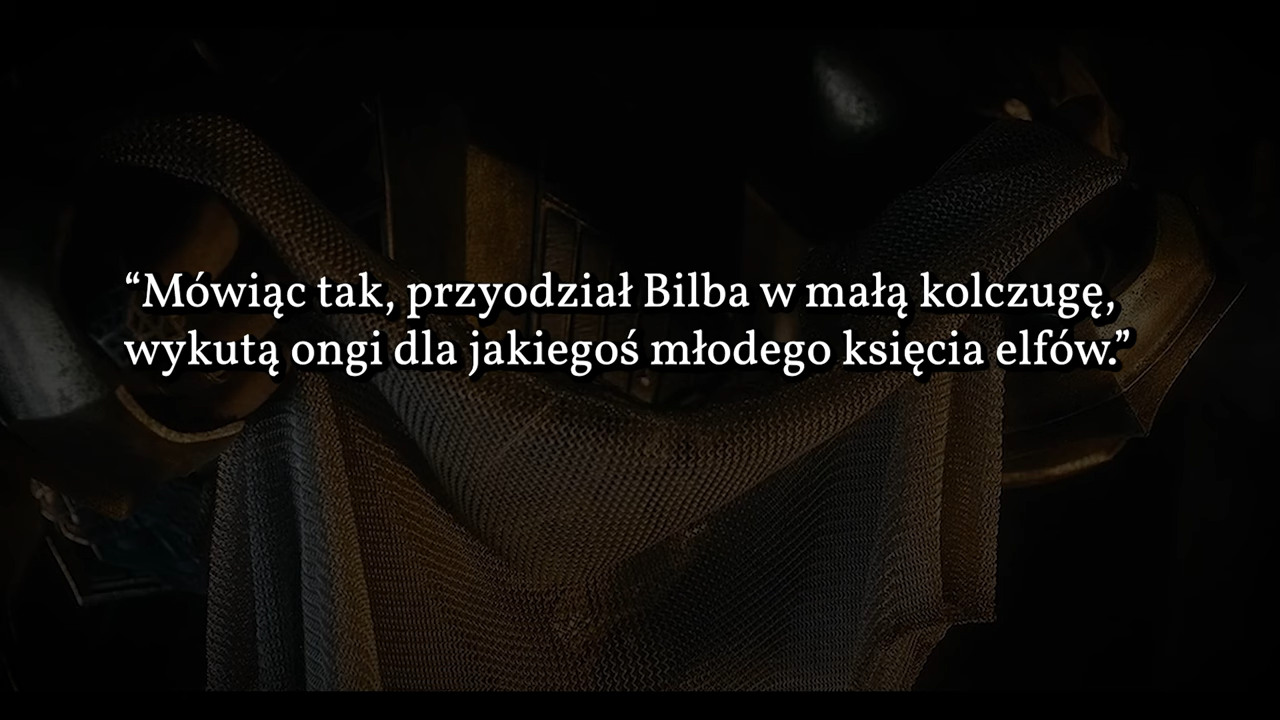 “Mówiąc tak, przyodział Bilba w małą kolczugę,
wykutą ongi dla jakiegoś młodego księcia elfów.”